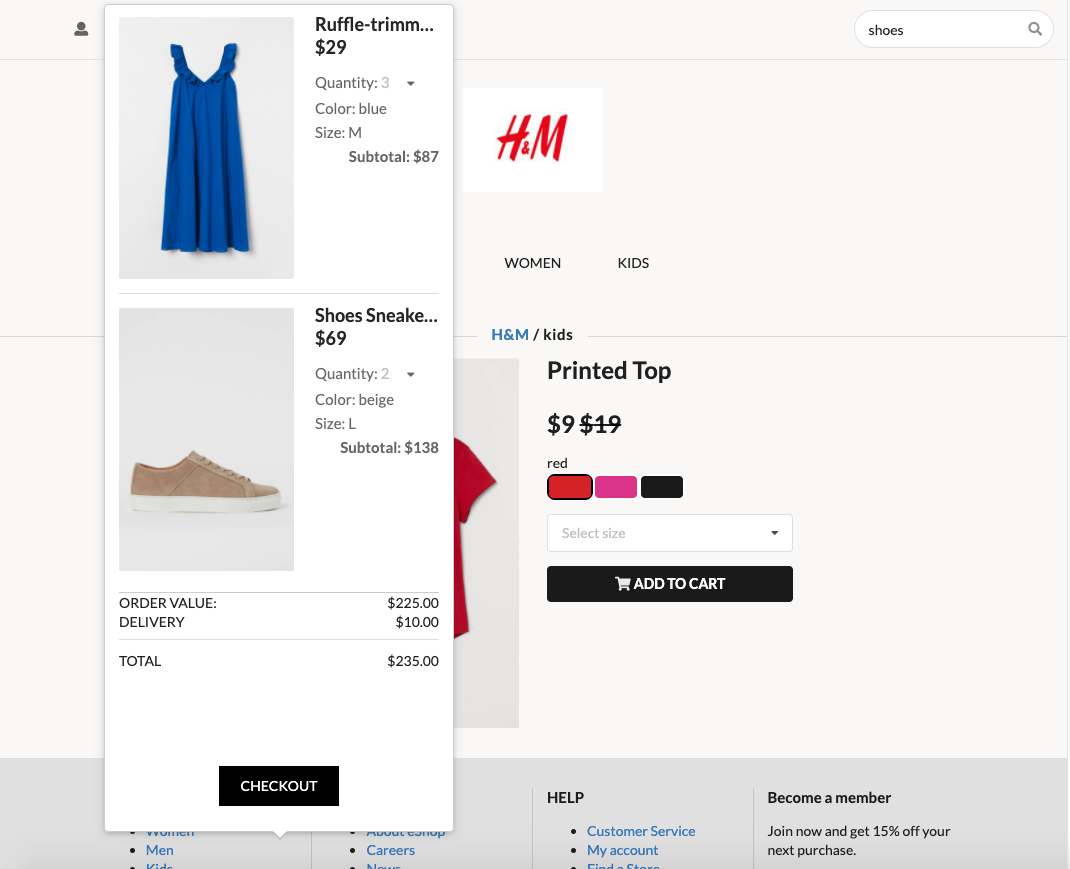 Ruffle-trimm...
$29
Quantity: 3
Color: blue
Size: M
Subtotal: $87
Shoes Sneake...
$69
Quantity: 2
Color: beige
Size: L
Subtotal: $138
ORDER VALUE: $225.00
DELIVERY $10.00
TOTAL $235.00
CHECKOUT
shoes
H&M
WOMEN KIDS
H&M / kids
Printed Top
$9 $19
red
Select size
ADD TO CART
Women
Men
Kids
About eShop
Careers
News
HELP
Customer Service
My account
Find a Store
Become a member
Join now and get 15% off your
next purchase.